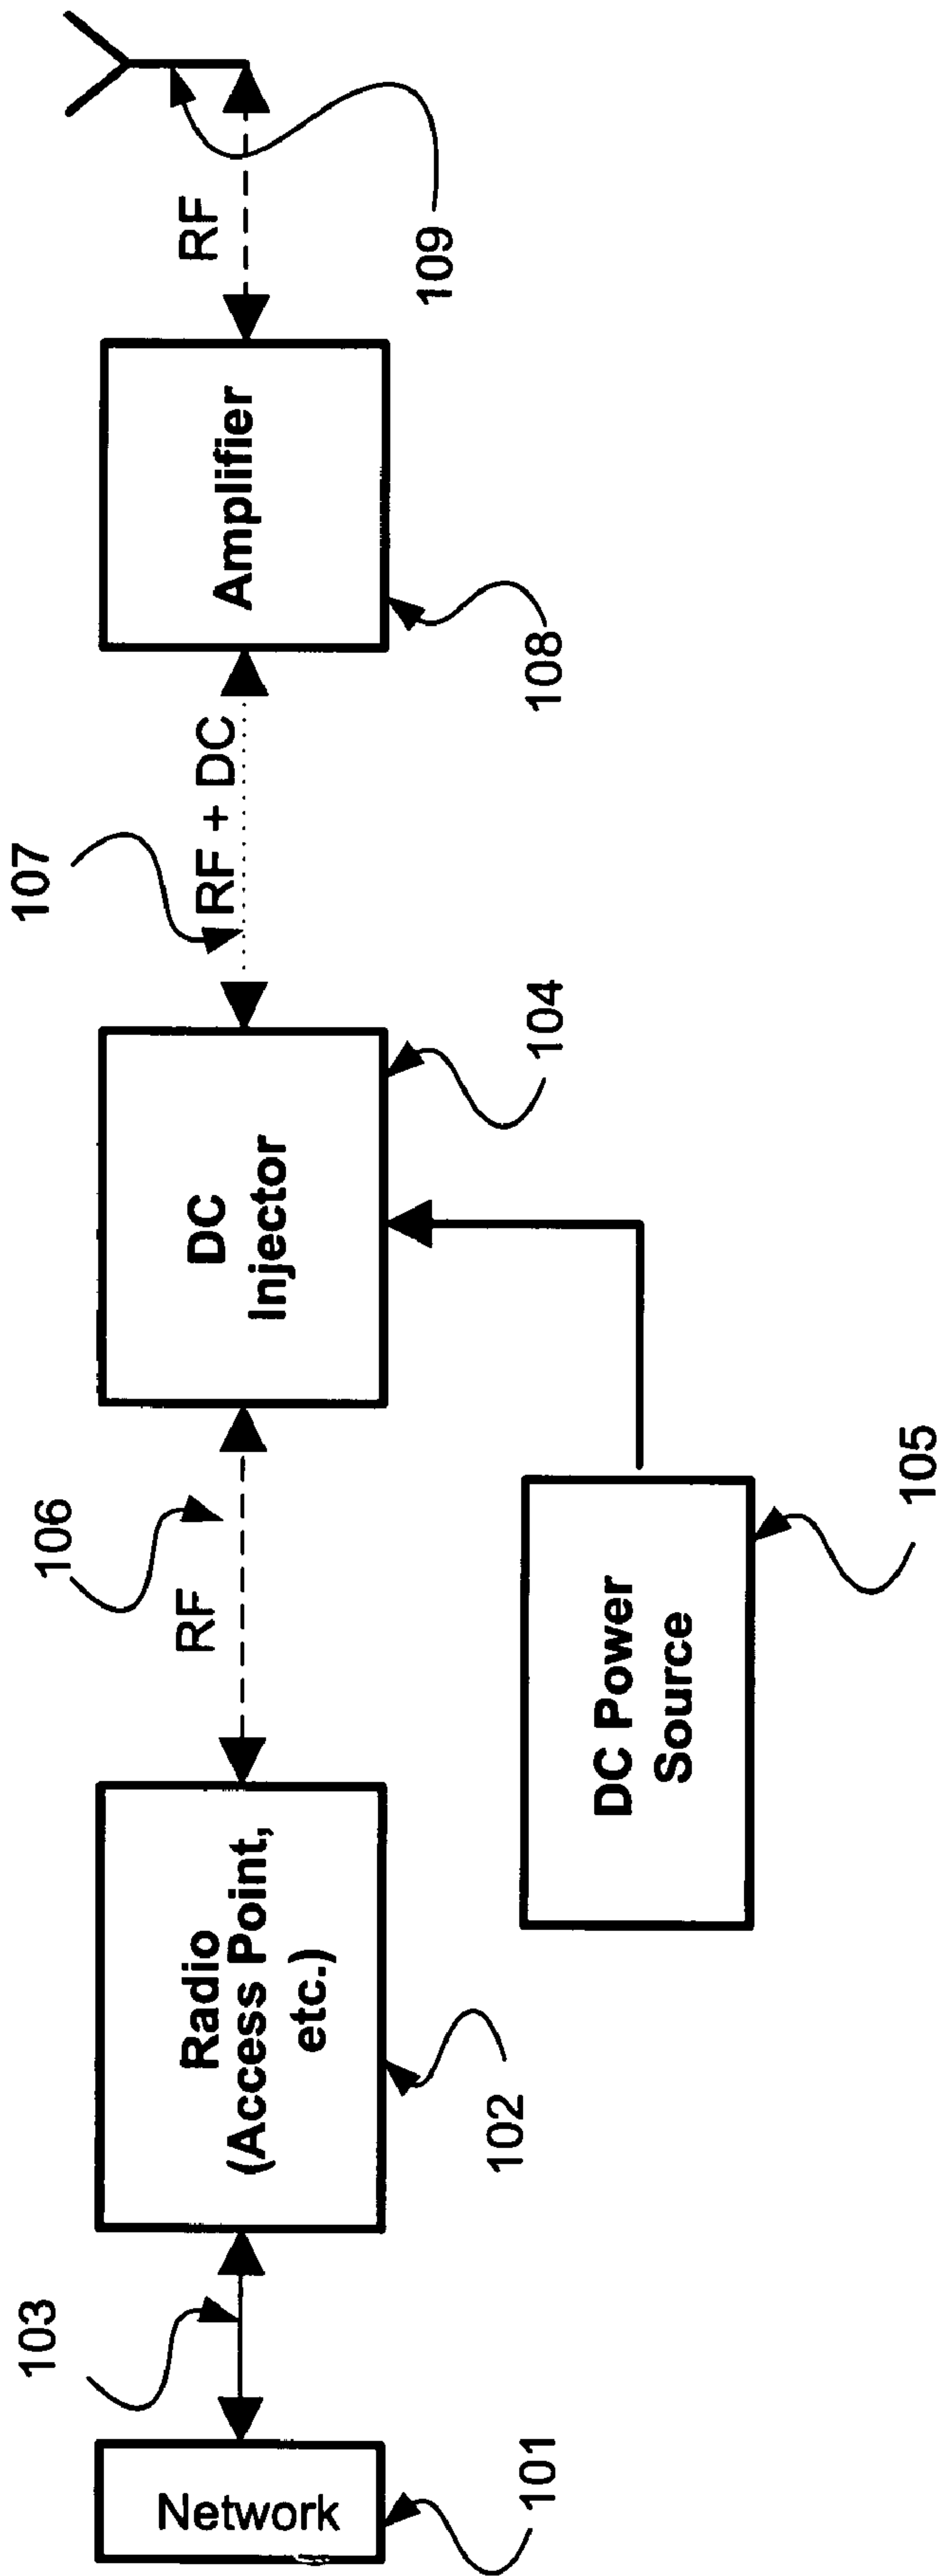 103
106
107
RF
RF + DC
RF
Network
Radio
(Access Point,
etc.)
DC
Injector
Amplifier
101
102
104
108
109
DC Power
Source
105